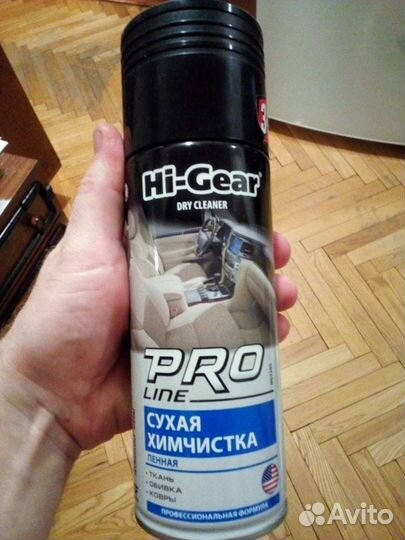 Hi-Gear
DRY CLEANER
PRO
LINE
СУХАЯ
ХИМЧИСТКА
ПЕННАЯ
• ТКАНЬ
• ОБИВКА
• КОВРЫ
ПРОФЕССИОНАЛЬНАЯ ФОРМУЛА
Avito